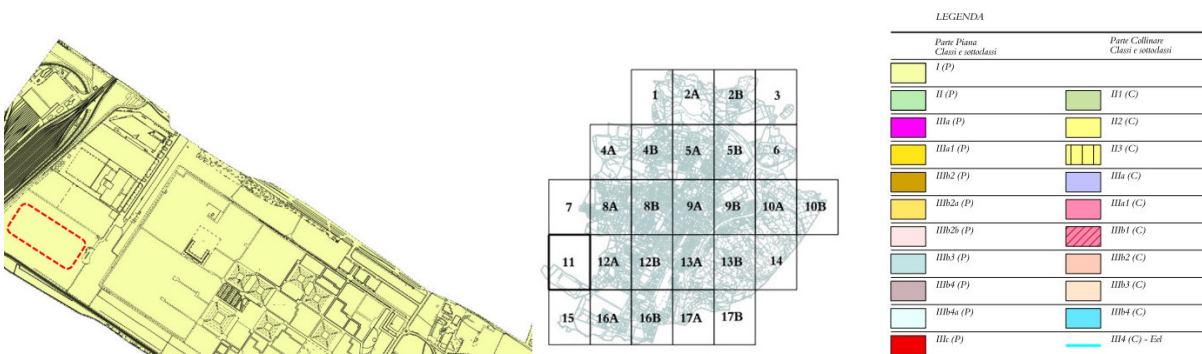 1 2A 2B 3
4A 4B 5A 5B 6
7 8A 8B 9A 9B 10A 10B
11 12A 12B 13A 13B 14
15 16A 16B 17A 17B
LEGENDA
Parte Piana
Classi e sottoclassi
Parte Collinare
Classi e sottoclassi
I (P)
II (P) II1 (C)
IIIa (P) II2 (C)
IIIa1 (P) II3 (C)
IIIb2 (P) IIIa (C)
IIIb2a (P) IIIa1 (C)
IIIb2b (P) IIIb1 (C)
IIIb3 (P) IIIb2 (C)
IIIb4 (P) IIIb3 (C)
IIIb4a (P) IIIb4 (C)
IIIc (P) III4 (C) - Eel